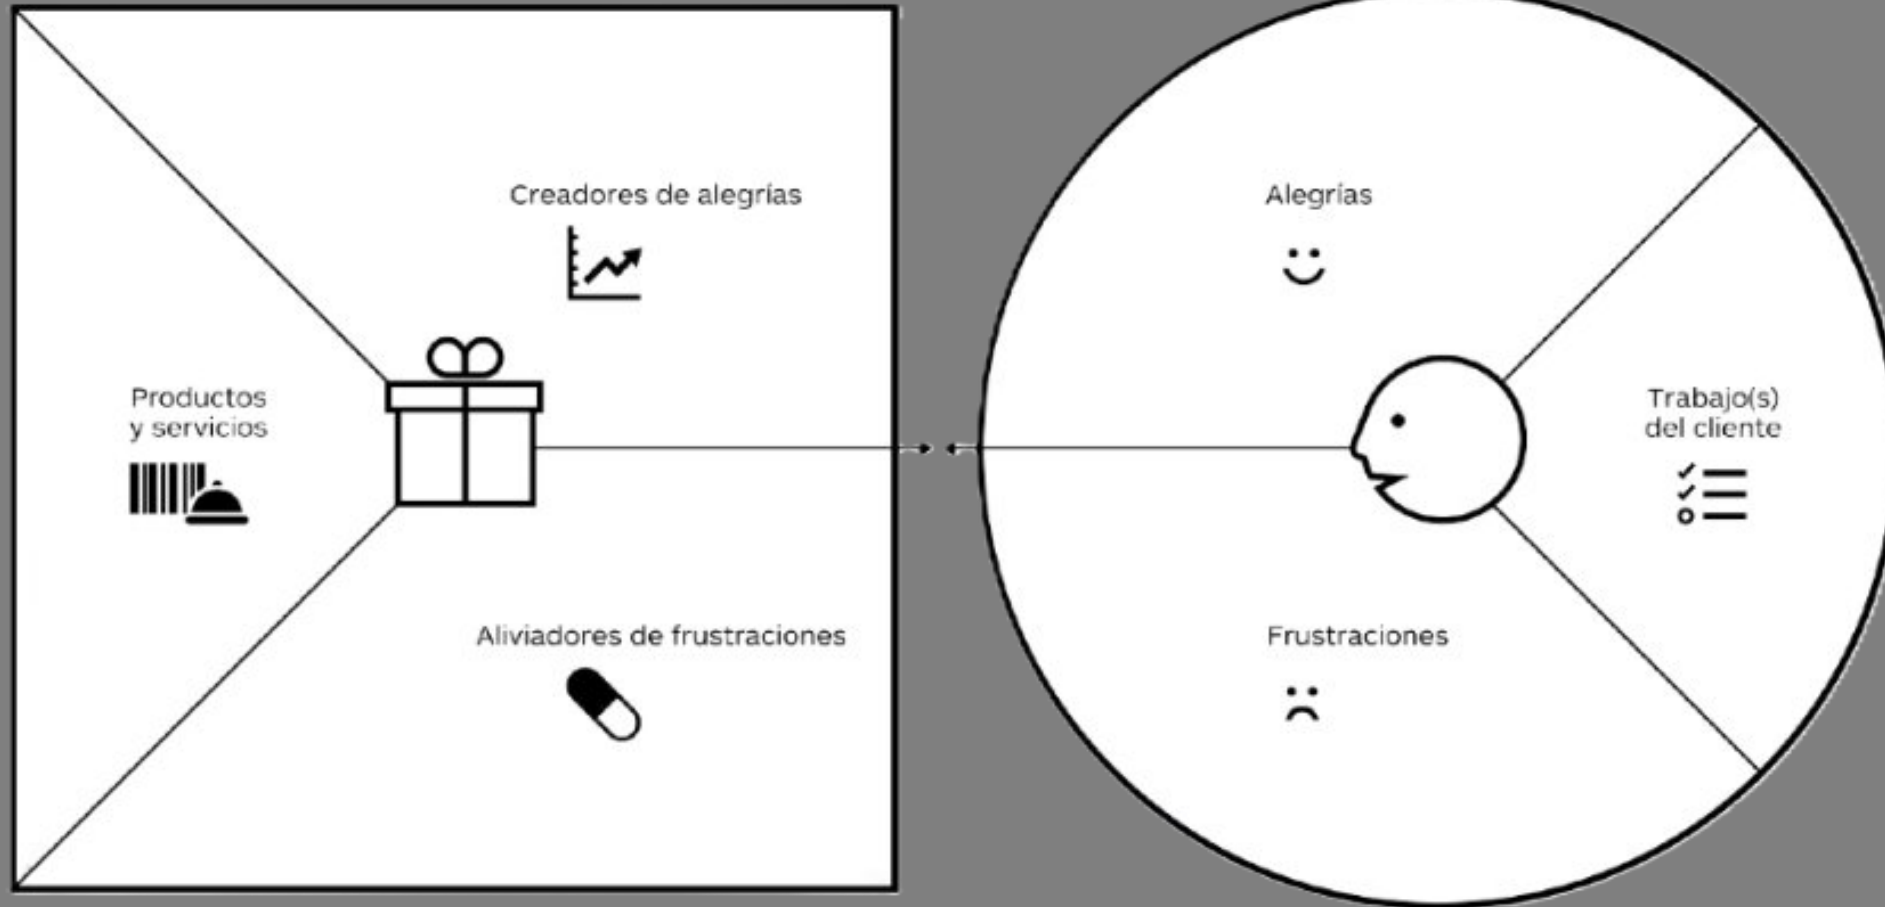 Creadores de alegrías
Productos
y servicios
Aliviadores de frustraciones
Alegrías
Trabajo(s)
del cliente
Frustraciones